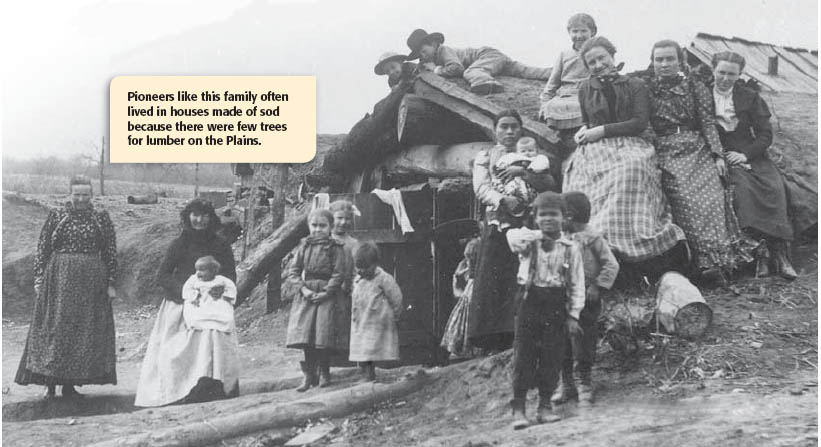 Pioneers like this family often
lived in houses made of sod
because there were few trees
for lumber on the Plains.